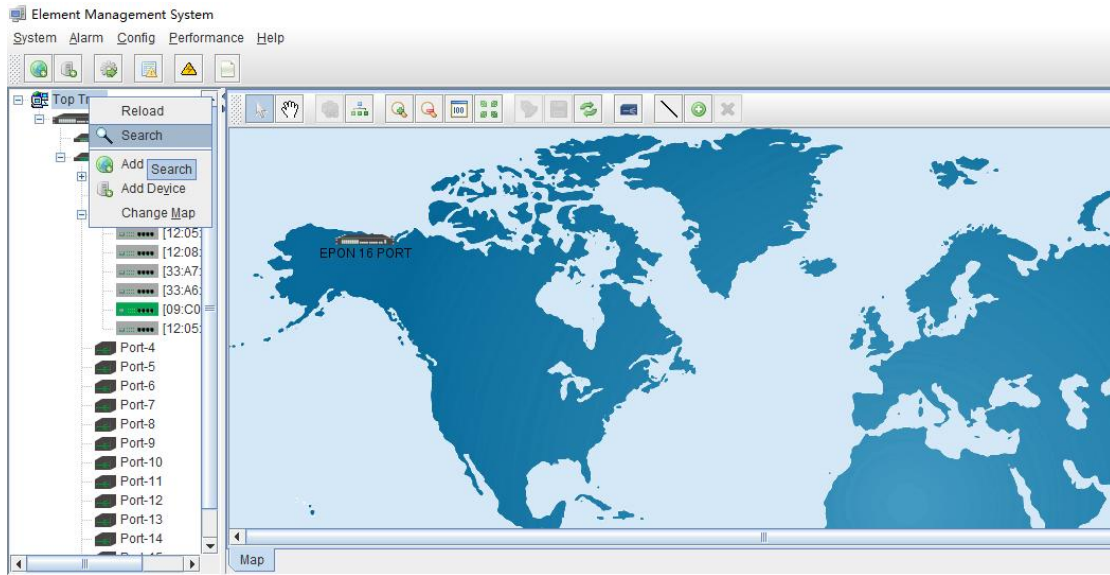 Element Management System
System Alarm Config Performance Help
Top Tr
Reload
Search
Add
Search
Add Device
Change Map
[12:05:
[12:08:
[33:A7:
[33:A6:
[09:C0
[12:05:
Port-4
Port-5
Port-6
Port-7
Port-8
Port-9
Port-10
Port-11
Port-12
Port-13
Port-14
100
EPON 16 PORT
Map